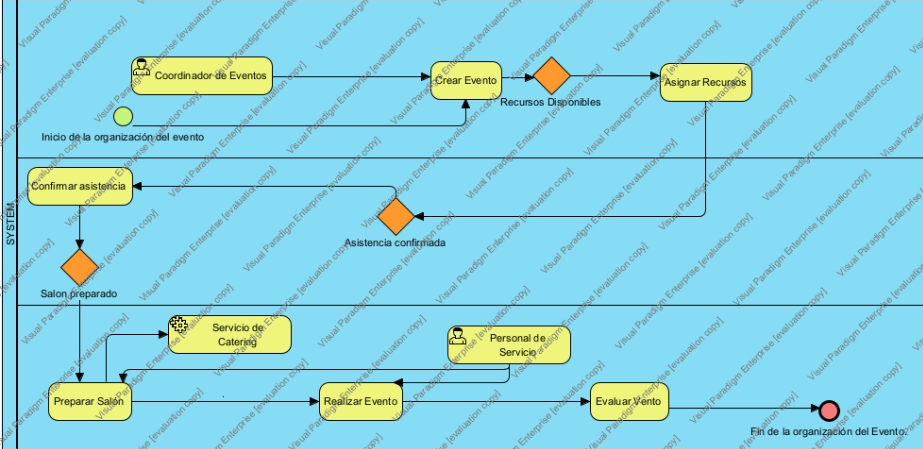 SYSTEM
Coordinador de Eventos
Crear Evento
Recursos Disponibles
Asignar Recursos
Inicio de la organización del evento
Confirmar asistencia
Asistencia confirmada
Salon preparado
Servicio de
Catering
Personal de
Servicio
Preparar Salón
Realizar Evento
Evaluar Vento
Fin de la organización del Evento.
Visual Paradigm Enterprise [evaluation copy]